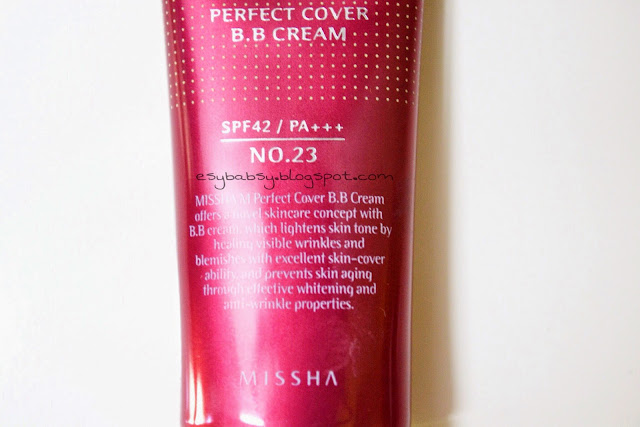 PERFECT COVER
B.B CREAM
SPF42 / PA+++
NO.23
esybabsy.blogspot.com
MISSHA M Perfect Cover B.B Cream
offers a novel skincare concept with
B.B cream, which lightens skin tone by
healing visible wrinkles and
blemishes with excellent skin-cover
ability, and prevents skin aging
through effective whitening and
anti-wrinkle properties.
MISSHA